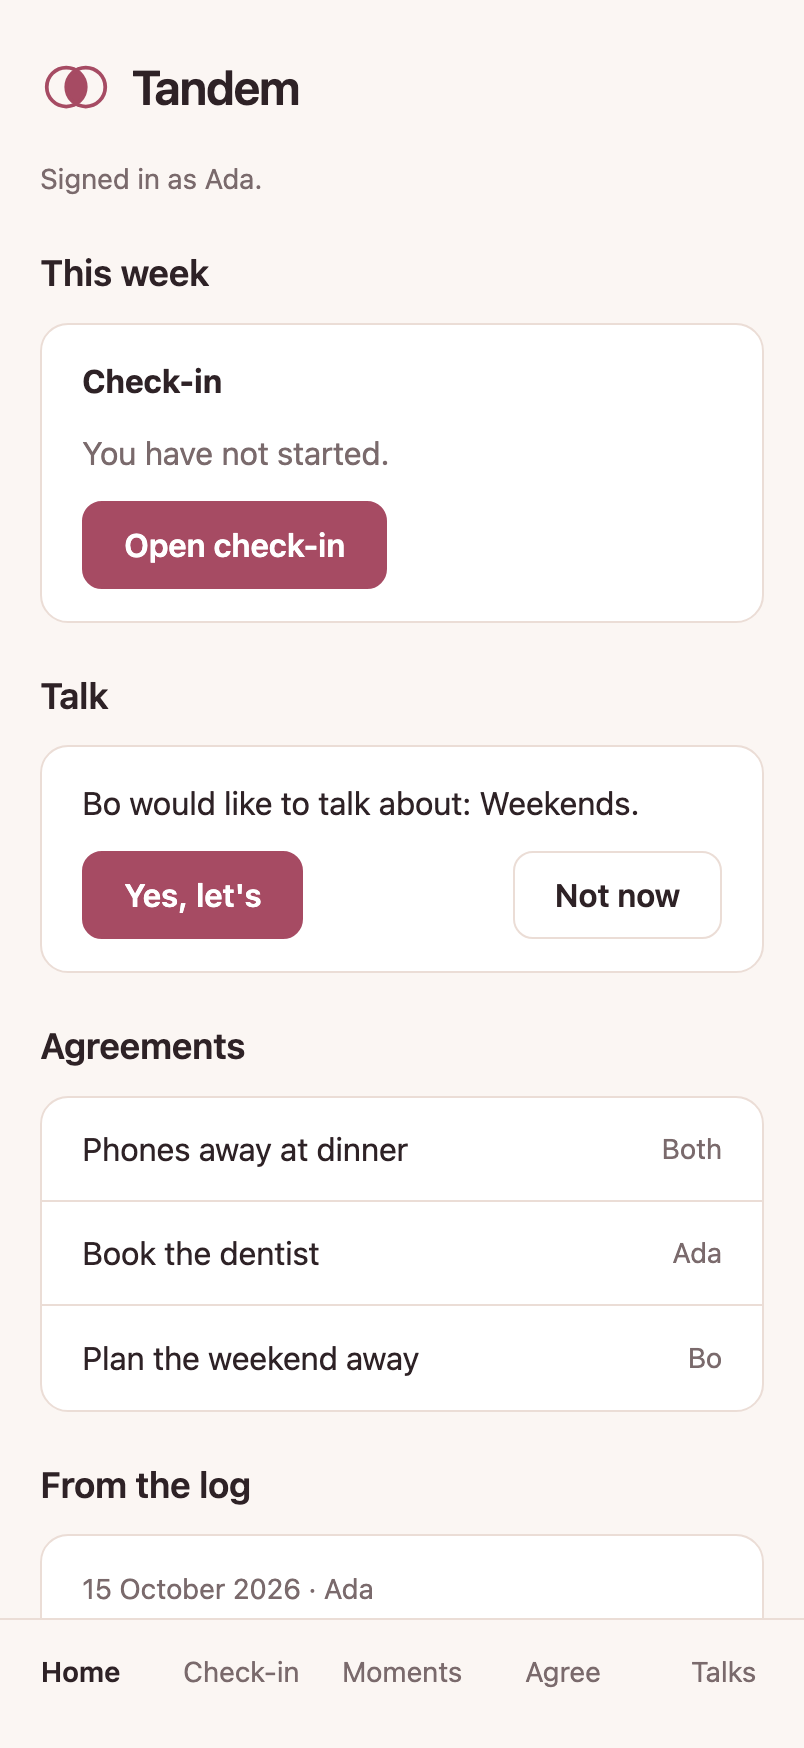 Tandem
Signed in as Ada.
This week
Check-in
You have not started.
Open check-in
Talk
Bo would like to talk about: Weekends.
Yes, let's
Not now
Agreements
Phones away at dinner
Both
Book the dentist
Ada
Plan the weekend away
Bo
From the log
15 October 2026 · Ada
Home
Check-in
Moments
Agree
Talks